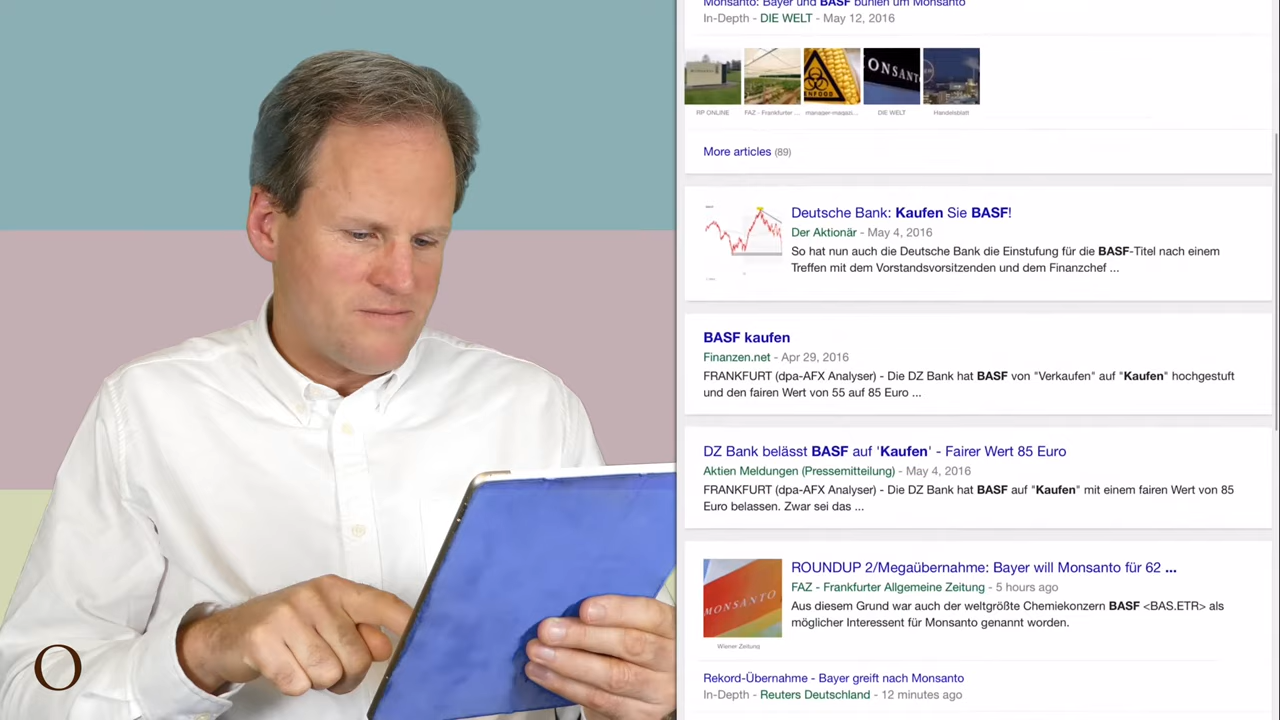 Monsanto: Bayer und BASF buhlen um Monsanto
In-Depth - DIE WELT - May 12, 2016
ENFOOD
ONSANT
RP ONLINE
FAZ - Frankfurter ...
manager-magazi...
DIE WELT
Handelsblatt
More articles (89)
Deutsche Bank: Kaufen Sie BASF!
Der Aktionär - May 4, 2016
So hat nun auch die Deutsche Bank die Einstufung für die BASF-Titel nach einem
Treffen mit dem Vorstandsvorsitzenden und dem Finanzchef ...
BASF kaufen
Finanzen.net - Apr 29, 2016
FRANKFURT (dpa-AFX Analyser) - Die DZ Bank hat BASF von "Verkaufen" auf "Kaufen" hochgestuft
und den fairen Wert von 55 auf 85 Euro ...
DZ Bank belässt BASF auf 'Kaufen' - Fairer Wert 85 Euro
Aktien Meldungen (Pressemitteilung) - May 4, 2016
FRANKFURT (dpa-AFX Analyser) - Die DZ Bank hat BASF auf "Kaufen" mit einem fairen Wert von 85
Euro belassen. Zwar sei das ...
ROUNDUP 2/Megaübernahme: Bayer will Monsanto für 62 ...
FAZ - Frankfurter Allgemeine Zeitung - 5 hours ago
Aus diesem Grund war auch der weltgrößte Chemiekonzern BASF <BAS.ETR> als
möglicher Interessent für Monsanto genannt worden.
MONSANTO
Wiener Zeitung
Rekord-Übernahme - Bayer greift nach Monsanto
In-Depth - Reuters Deutschland - 12 minutes ago
O